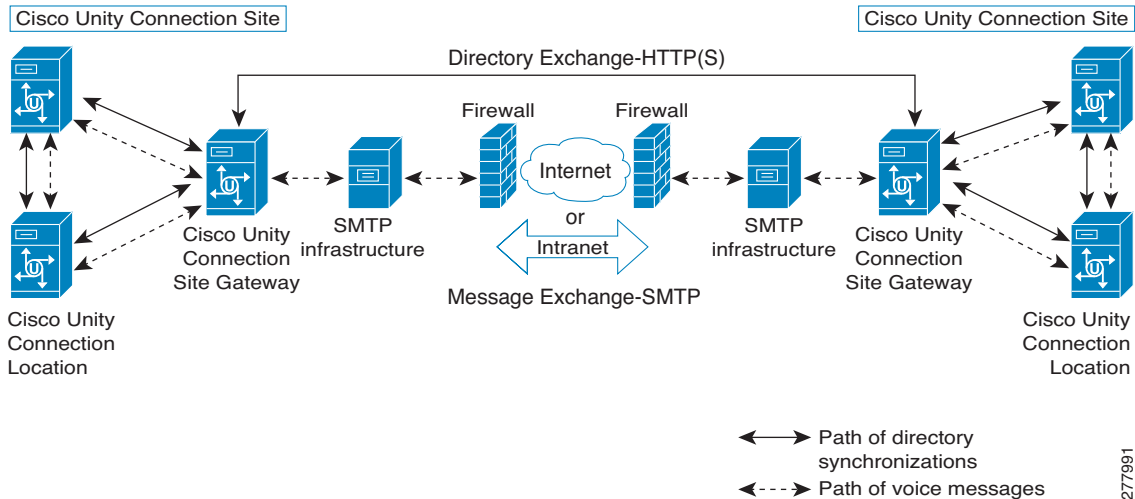 Cisco Unity Connection Site
Cisco Unity Connection Site
Directory Exchange-HTTP(S)
Firewall
Firewall
Internet
or
Intranet
Message Exchange-SMTP
U
U
U
Cisco Unity
Connection
Site Gateway
SMTP
infrastructure
SMTP
infrastructure
U
Cisco Unity
Connection
Site Gateway
U
U
Cisco Unity
Connection
Location
Cisco Unity
Connection
Location
Path of directory
synchronizations
Path of voice messages
277991